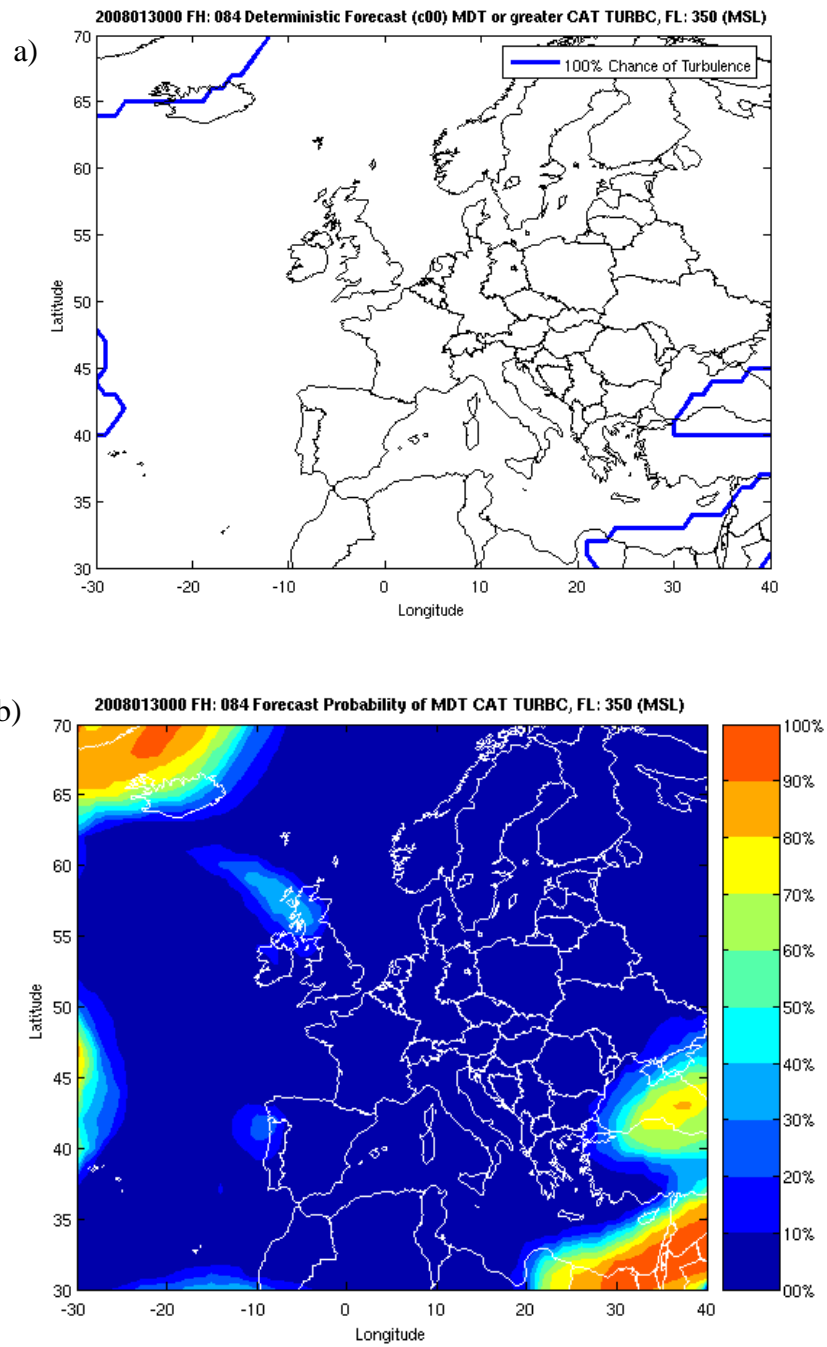 2008013000 FH: 084 Deterministic Forecast (c00) MDT or greater CAT TURBC, FL: 350 (MSL)
a)
100% Chance of Turbulence
70
65
60
55
50
45
40
35
30
Latitude
-30 -20 -10 0 10 20 30 40
Longitude
b)
2008013000 FH: 084 Forecast Probability of MDT CAT TURBC, FL: 350 (MSL)
70
65
60
55
50
45
40
35
30
Latitude
-30 -20 -10 0 10 20 30 40
Longitude
100%
90%
80%
70%
60%
50%
40%
30%
20%
10%
00%